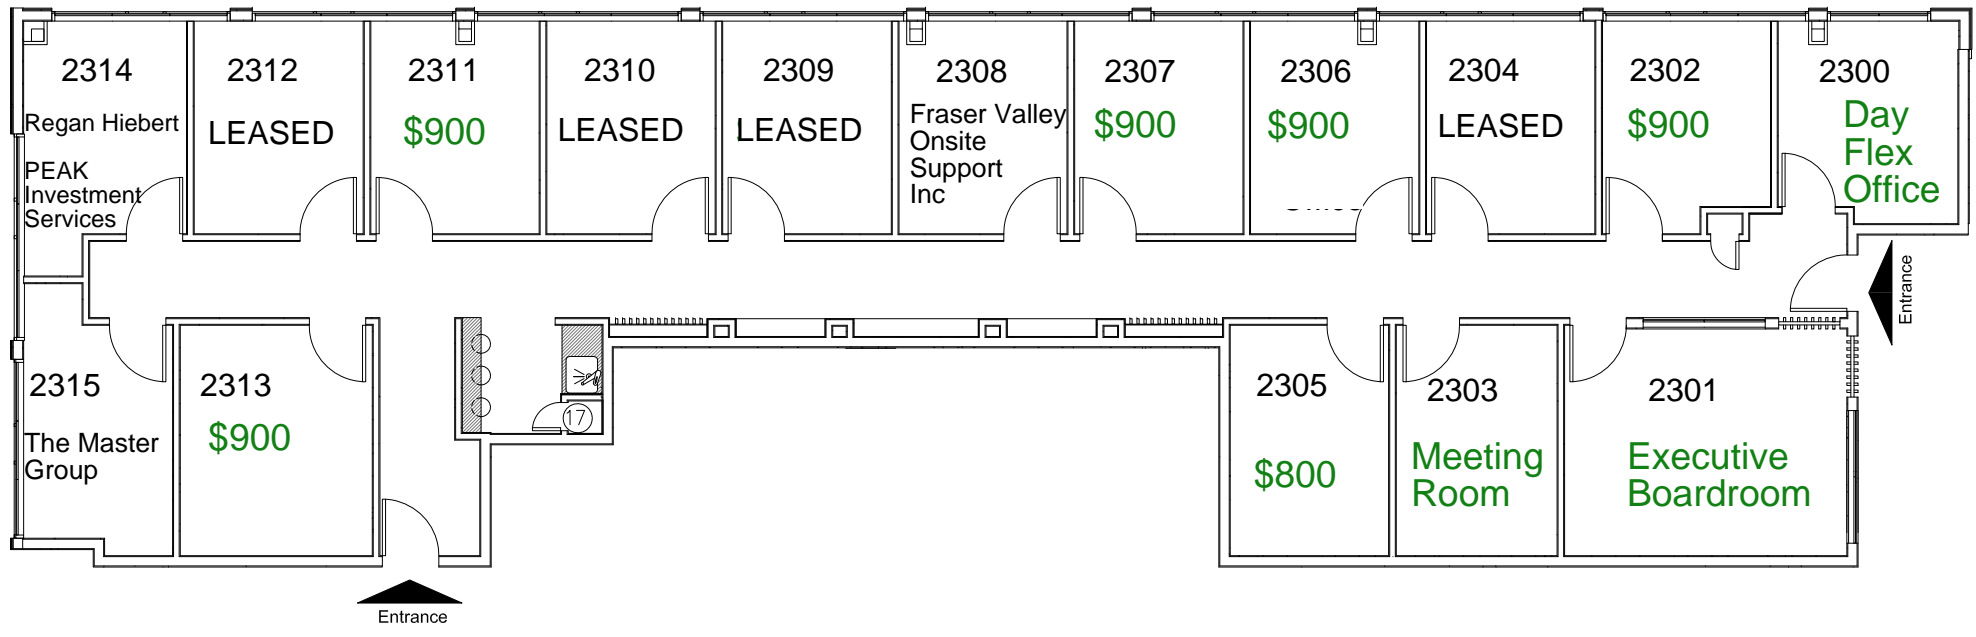 2314
Regan Hiebert
PEAK
Investment
Services
2312
LEASED
2311
$900
2310
LEASED
2309
LEASED
2308
Fraser Valley
Onsite
Support
Inc
2307
$900
2306
$900
2304
LEASED
2302
$900
2300
Day
Flex
Office
Entrance
2315
The Master
Group
2313
$900
17
2305
$800
2303
Meeting
Room
2301
Executive
Boardroom
Entrance